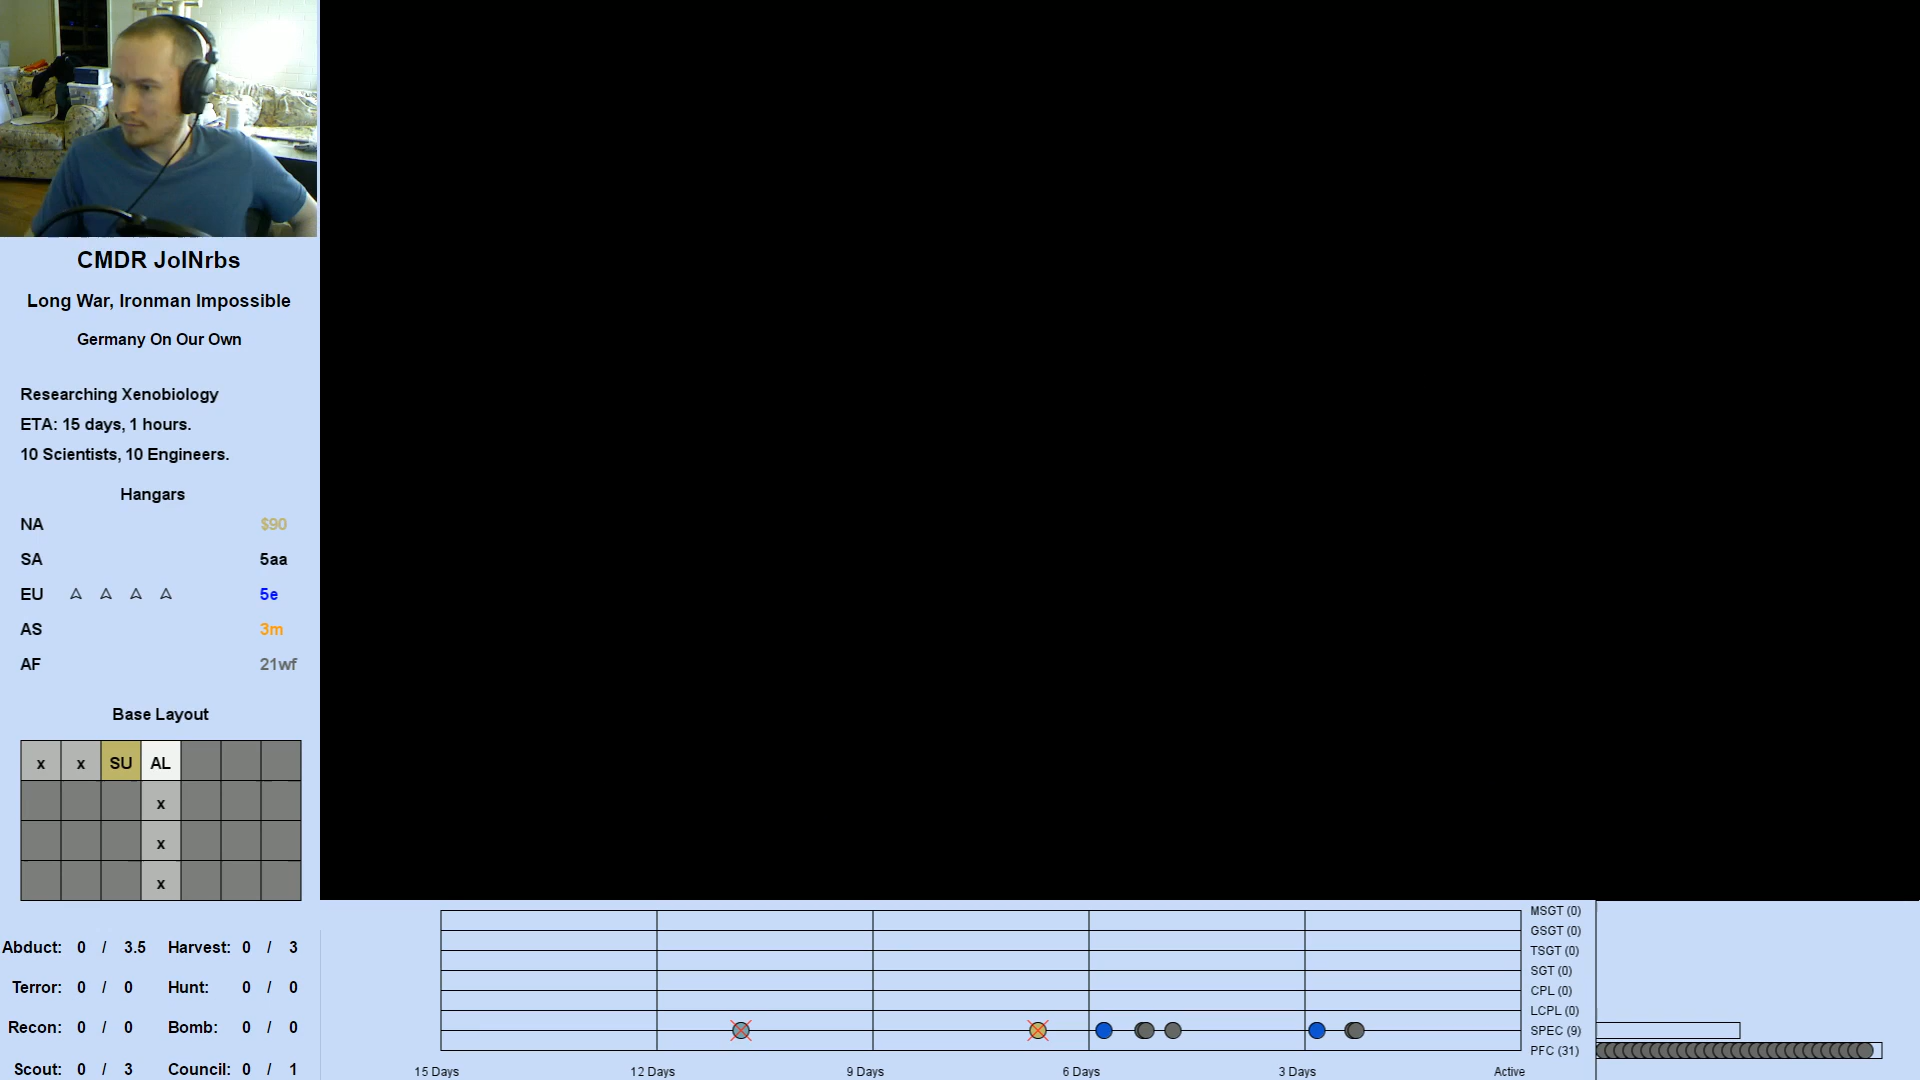 CMDR JolNrbs
Long War, Ironman Impossible
Germany On Our Own
Researching Xenobiology
ETA: 15 days, 1 hours.
10 Scientists, 10 Engineers.
Hangars
NA $90
SA 5aa
EU 5e
AS 3m
AF 21wf
Base Layout
x x SU AL
x
x
x
Abduct: 0 / 3.5 Harvest: 0 / 3
Terror: 0 / 0 Hunt: 0 / 0
Recon: 0 / 0 Bomb: 0 / 0
Scout: 0 / 3 Council: 0 / 1
MSGT (0)
GSGT (0)
TSGT (0)
SGT (0)
CPL (0)
LCPL (0)
SPEC (9)
PFC (31)
15 Days 12 Days 9 Days 6 Days 3 Days Active